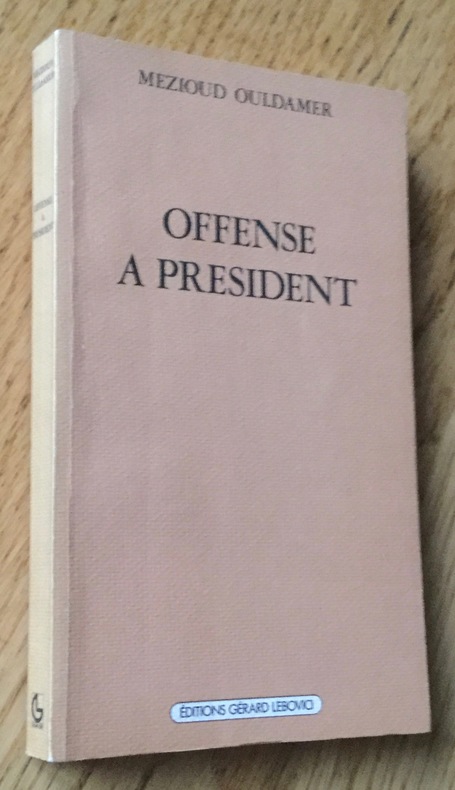 MEZIOUD OULDAMER
OFFENSE
A PRESIDENT
ÉDITIONS GÉRARD LEBOVICI